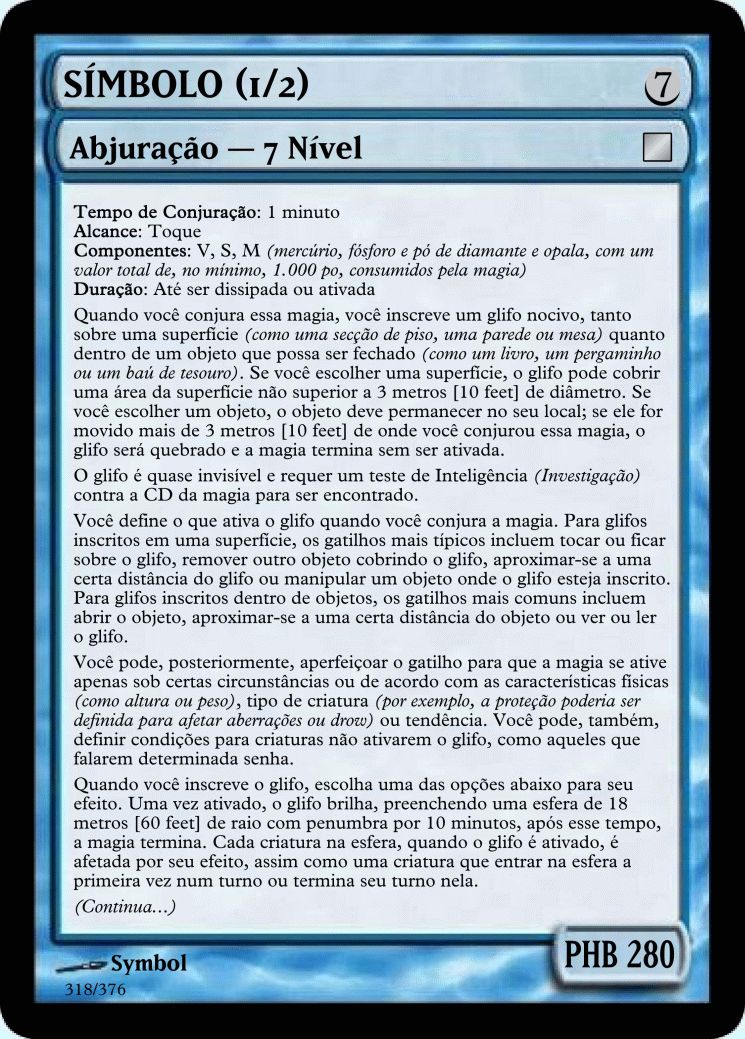 SÍMBOLO (1/2)
7
Abjuração — 7 Nível
Tempo de Conjuração: 1 minuto
Alcance: Toque
Componentes: V, S, M (mercúrio, fósforo e pó de diamante e opala, com um
valor total de, no mínimo, 1.000 po, consumidos pela magia)
Duração: Até ser dissipada ou ativada
Quando você conjura essa magia, você inscreve um glifo nocivo, tanto
sobre uma superfície (como uma secção de piso, uma parede ou mesa) quanto
dentro de um objeto que possa ser fechado (como um livro, um pergaminho
ou um baú de tesouro). Se você escolher uma superfície, o glifo pode cobrir
uma área da superfície não superior a 3 metros [10 feet] de diâmetro. Se
você escolher um objeto, o objeto deve permanecer no seu local; se ele for
movido mais de 3 metros [10 feet] de onde você conjurou essa magia, o
glifo será quebrado e a magia termina sem ser ativada.
O glifo é quase invisível e requer um teste de Inteligência (Investigação)
contra a CD da magia para ser encontrado.
Você define o que ativa o glifo quando você conjura a magia. Para glifos
inscritos em uma superfície, os gatilhos mais típicos incluem tocar ou ficar
sobre o glifo, remover outro objeto cobrindo o glifo, aproximar-se a uma
certa distância do glifo ou manipular um objeto onde o glifo esteja inscrito.
Para glifos inscritos dentro de objetos, os gatilhos mais comuns incluem
abrir o objeto, aproximar-se a uma certa distância do objeto ou ver ou ler
o glifo.
Você pode, posteriormente, aperfeiçoar o gatilho para que a magia se ative
apenas sob certas circunstâncias ou de acordo com as características físicas
(como altura ou peso), tipo de criatura (por exemplo, a proteção poderia ser
definida para afetar aberrações ou drow) ou tendência. Você pode, também,
definir condições para criaturas não ativarem o glifo, como aqueles que
falarem determinada senha.
Quando você inscreve o glifo, escolha uma das opções abaixo para seu
efeito. Uma vez ativado, o glifo brilha, preenchendo uma esfera de 18
metros [60 feet] de raio com penumbra por 10 minutos, após esse tempo,
a magia termina. Cada criatura na esfera, quando o glifo é ativado, é
afetada por seu efeito, assim como uma criatura que entrar na esfera a
primeira vez num turno ou termina seu turno nela.
(Continua...)
Symbol
PHB 280
318/376